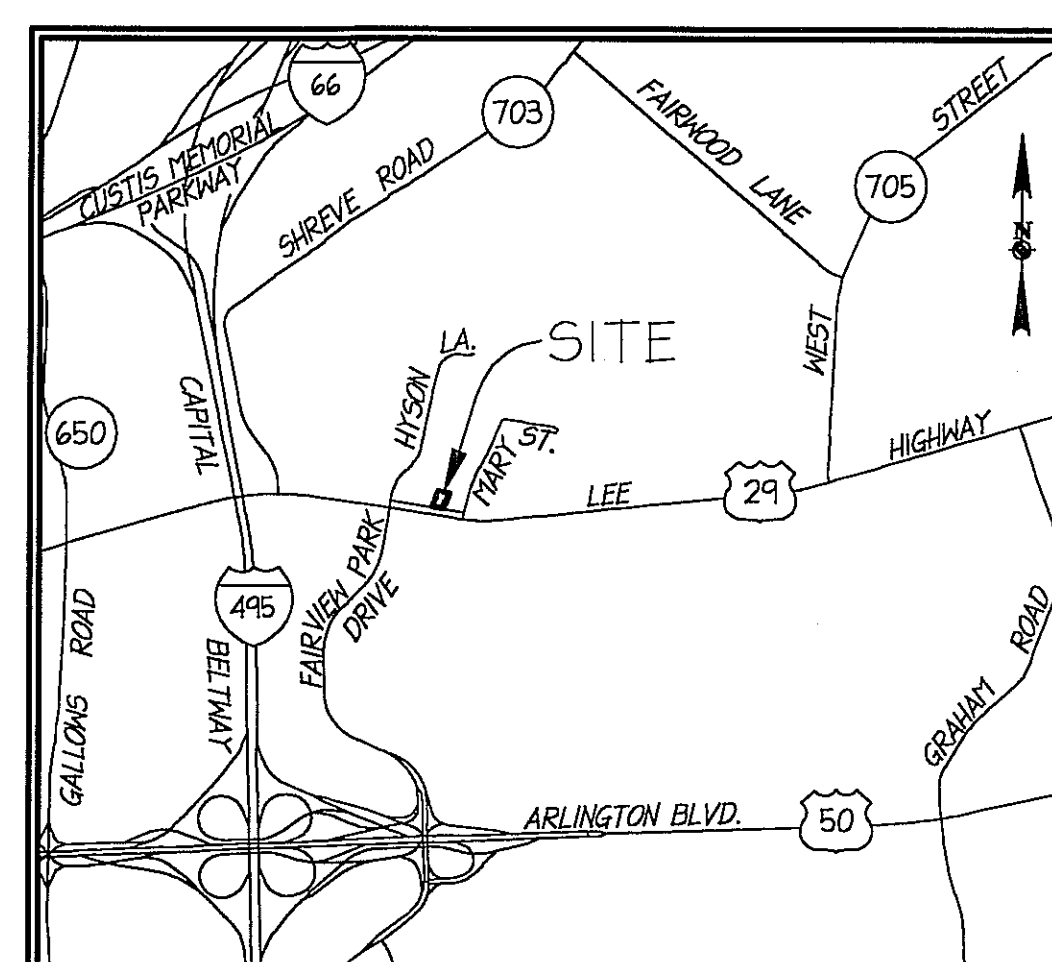 66
703
FAIRWOOD LANE
STREET
CUSTIS MEMORIAL
PARKWAY
SHREVE ROAD
705
N
SITE
LA.
HYSON
WEST
CAPITAL
650
MARY ST.
HIGHWAY
LEE
29
FAIRVIEW PARK
DRIVE
495
GALLOWS ROAD
BELTWAY
GRAHAM ROAD
ARLINGTON BLVD.
50